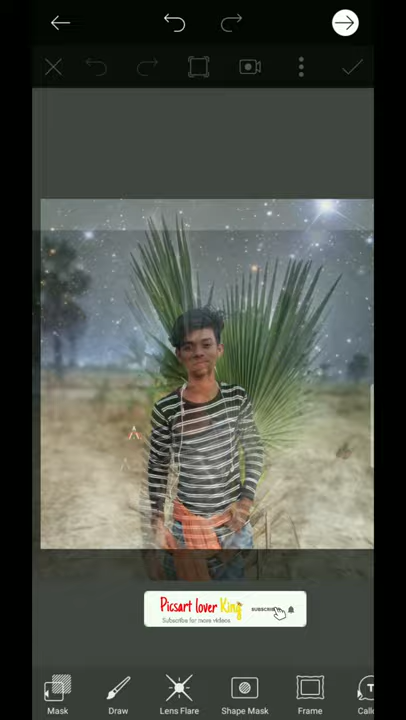 Picsart lover King
SUBSCRIBE
Subscribe for more videos
Mask
Draw
Lens Flare
Shape Mask
Frame